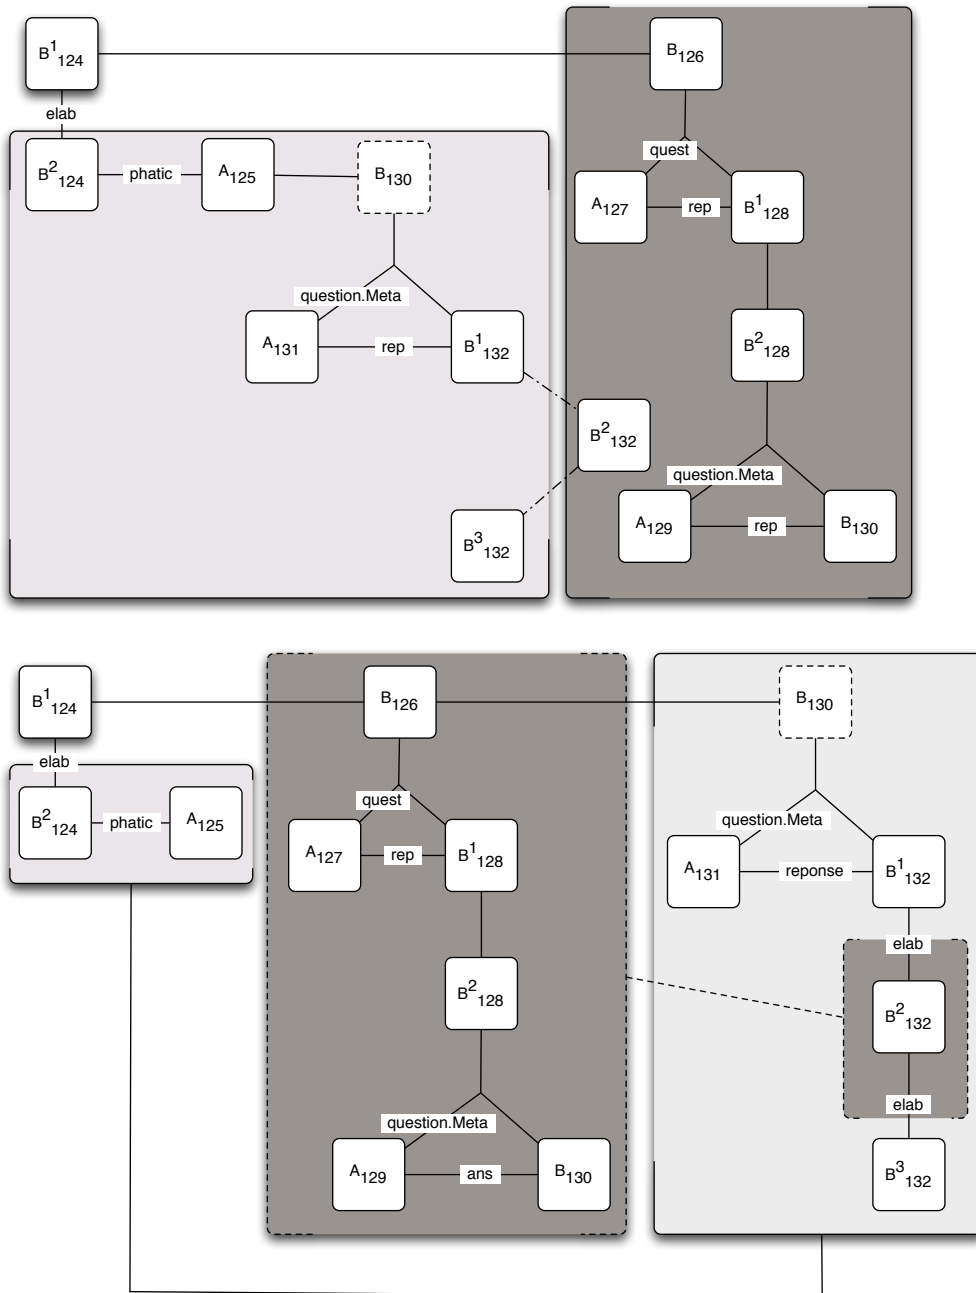 B1124
B126
elab
B2124
phatic
A125
B130
quest
A127
rep
B1128
question.Meta
A131
rep
B1132
B2128
B2132
question.Meta
A129
rep
B130
B3132
B1124
B126
B130
elab
B2124
phatic
A125
quest
A127
rep
B1128
question.Meta
A131
reponse
B1132
elab
B2128
B2132
elab
question.Meta
A129
ans
B130
B3132